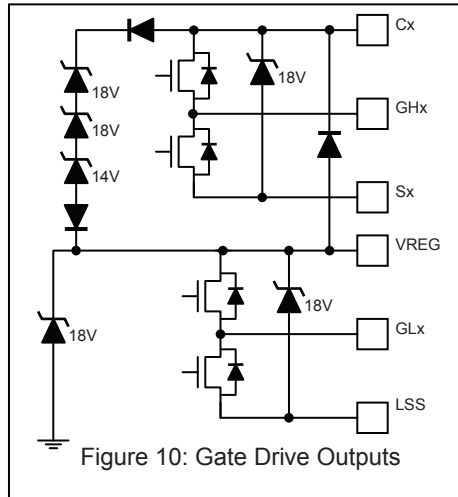 Cx
18V
18V
18V
GHx
14V
Sx
VREG
18V
18V
GLx
LSS
Figure 10: Gate Drive Outputs